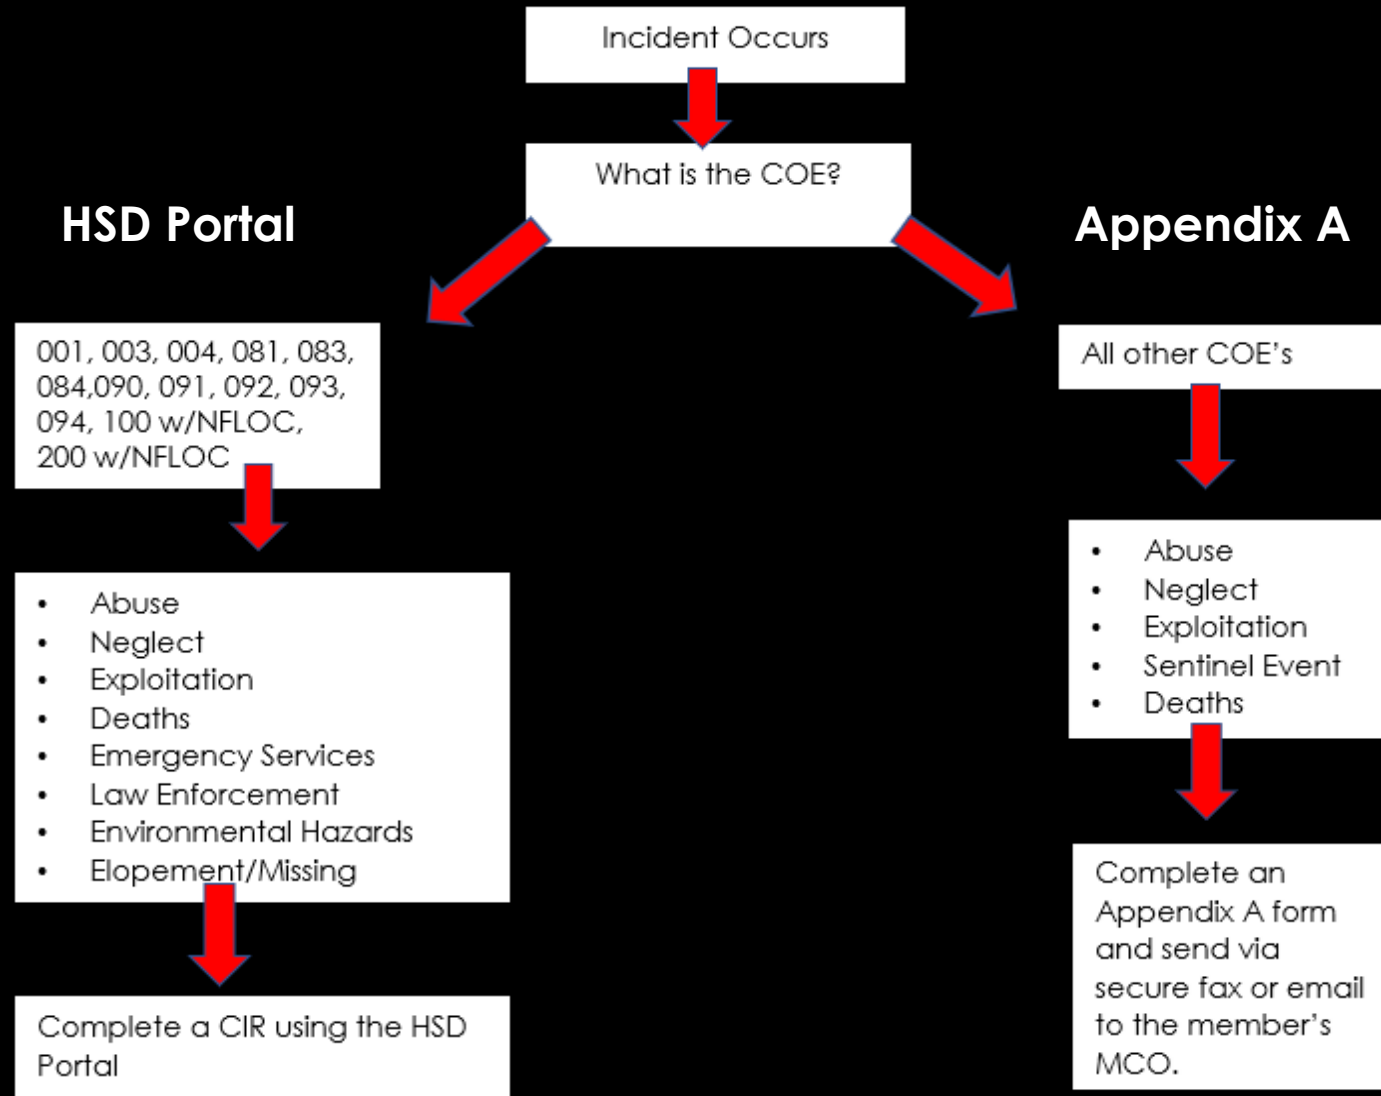 Incident Occurs
What is the COE?
HSD Portal
Appendix A
001, 003, 004, 081, 083,
084,090, 091, 092, 093,
094, 100 w/NFLOC,
200 w/NFLOC
• Abuse
• Neglect
• Exploitation
• Deaths
• Emergency Services
• Law Enforcement
• Environmental Hazards
• Elopement/Missing
Complete a CIR using the HSD
Portal
All other COE's
• Abuse
• Neglect
• Exploitation
• Sentinel Event
• Deaths
Complete an
Appendix A form
and send via
secure fax or email
to the member's
MCO.